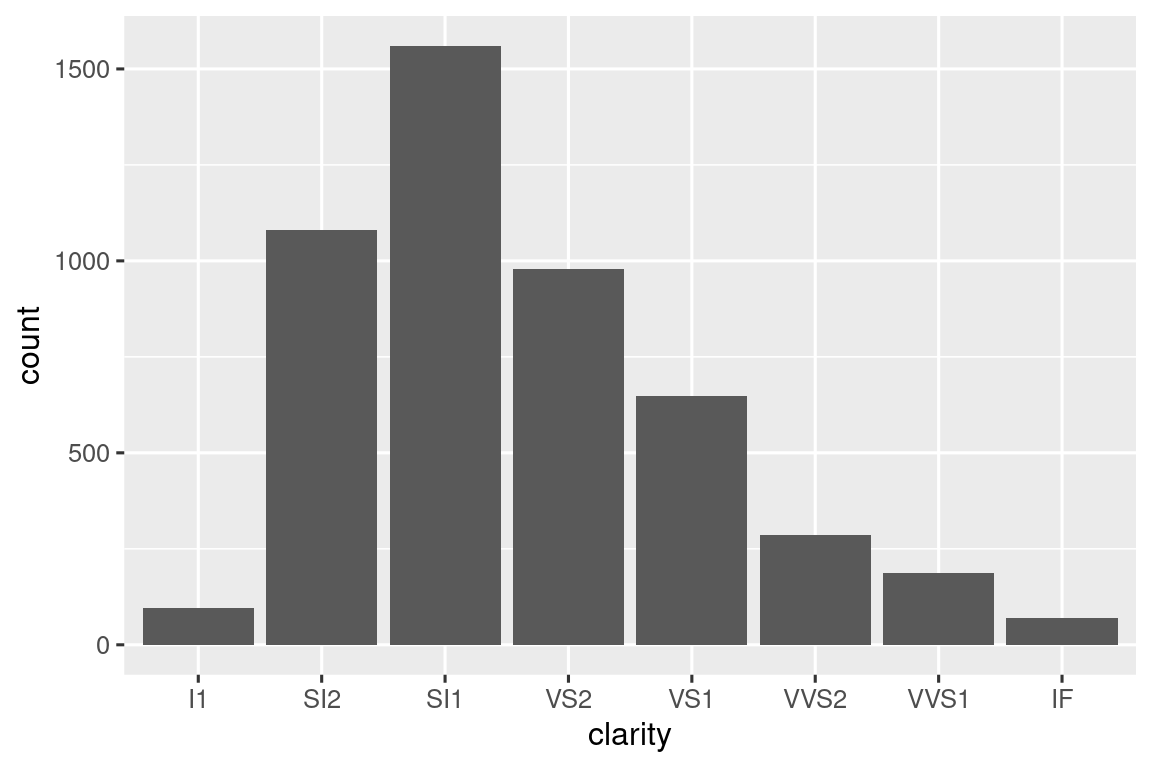 1500
1000
500
0
count
I1 SI2 SI1 VS2 VS1 VVS2 VVS1 IF
clarity